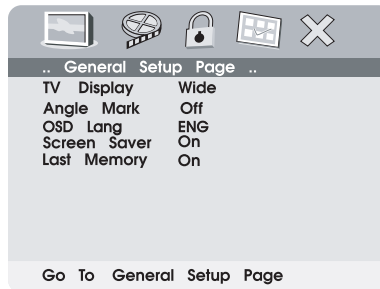 .. General Setup Page ..
TV Display Wide
Angle Mark Off
OSD Lang ENG
Screen Saver On
Last Memory On
Go To General Setup Page